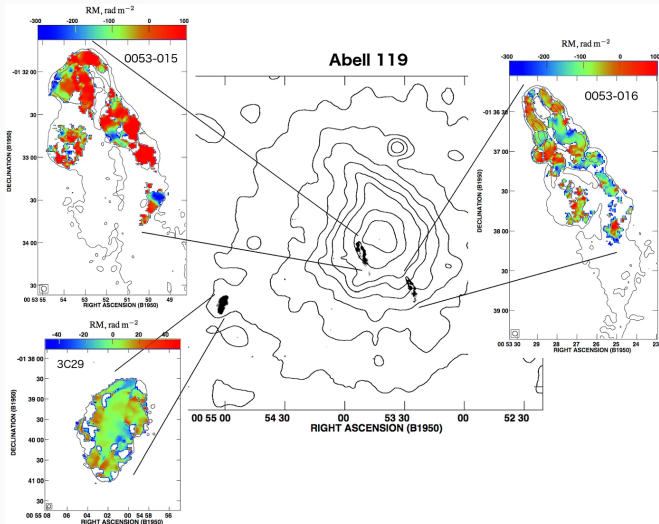 RM, rad m⁻²
-300 -200 -100 0 100
0053-015
-01 32 00
30
33 00
30
34 00
30
DECLINATION (B1950)
00 53 55 54 53 52 51 50 49
RIGHT ASCENSION (B1950)
Abell 119
00 55 00 54 30 00 53 30 00 52 30
RIGHT ASCENSION (B1950)
RM, rad m⁻²
-300 -200 -100 0 100
0053-016
-01 36 30
37 00
30
38 00
30
39 00
DECLINATION (B1950)
00 53 30 29 28 27 26 25 24 23
RIGHT ASCENSION (B1950)
RM, rad m⁻²
-40 -20 0 20 40
3C29
-01 38 00
30
39 00
30
40 00
30
41 00
30
DECLINATION (B1950)
00 55 08 06 04 02 00 54 58 56
RIGHT ASCENSION (B1950)